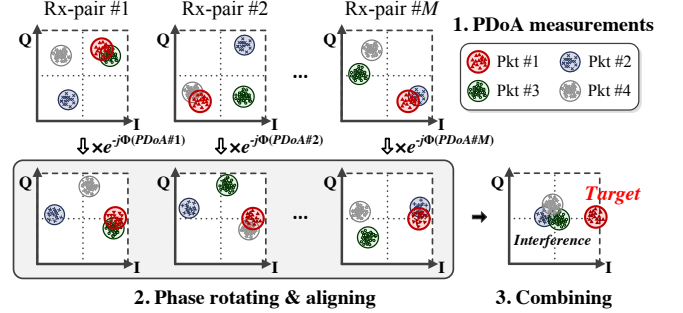 Rx-pair #1
Rx-pair #2
Rx-pair #M
1. PDoA measurements
Q
I
Q
I
...
Q
I
Pkt #1
Pkt #2
Pkt #3
Pkt #4
×e-jΦ(PDoA#1)
×e-jΦ(PDoA#2)
×e-jΦ(PDoA#M)
Q
I
Q
I
...
Q
I
Q
I
Target
Interference
2. Phase rotating & aligning
3. Combining